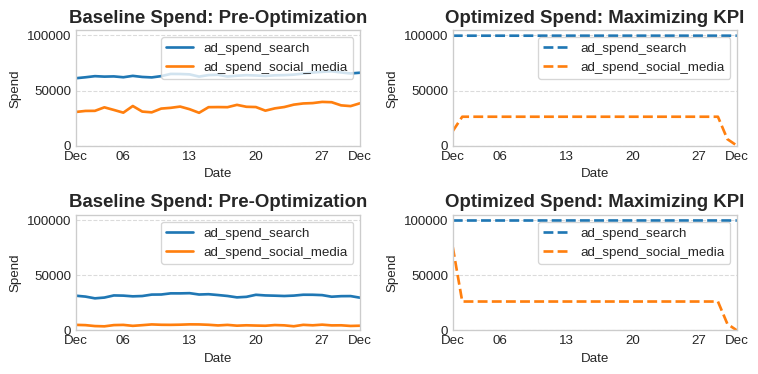 Baseline Spend: Pre-Optimization
100000
50000
0
Spend
ad_spend_search
ad_spend_social_media
Dec 06 13 20 27 Dec
Date
Optimized Spend: Maximizing KPI
100000
50000
0
Spend
ad_spend_search
ad_spend_social_media
Dec 06 13 20 27 Dec
Date
Baseline Spend: Pre-Optimization
100000
50000
0
Spend
ad_spend_search
ad_spend_social_media
Dec 06 13 20 27 Dec
Date
Optimized Spend: Maximizing KPI
100000
50000
0
Spend
ad_spend_search
ad_spend_social_media
Dec 06 13 20 27 Dec
Date